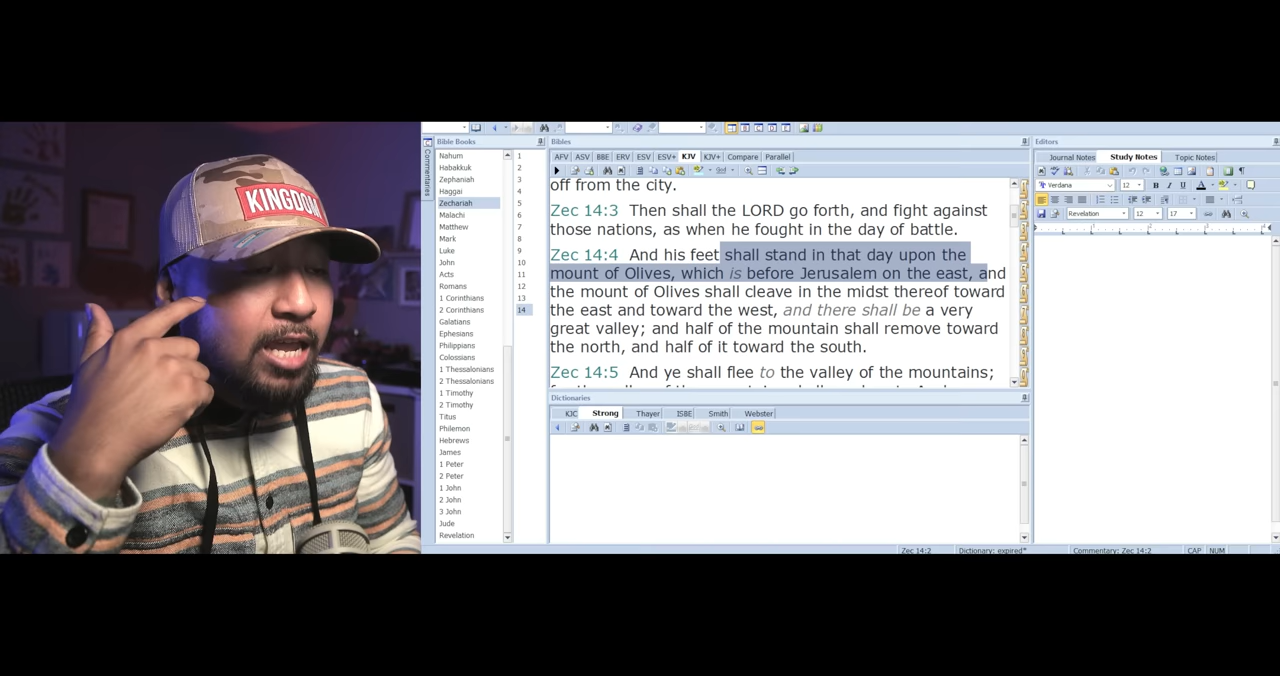 KINGDOM
Commentaries
Bible Books
Nahum
Habakkuk
Zephaniah
Haggai
Zechariah
Malachi
Matthew
Mark
Luke
John
Acts
Romans
1 Corinthians
2 Corinthians
Galatians
Ephesians
Philippians
Colossians
1 Thessalonians
2 Thessalonians
1 Timothy
2 Timothy
Titus
Philemon
Hebrews
James
1 Peter
2 Peter
1 John
2 John
3 John
Jude
Revelation
1
2
3
4
5
6
7
8
9
10
11
12
13
14
Bibles
AFV ASV BBE ERV ESV ESV+ KJV KJV+ Compare Parallel
off from the city.
Zec 14:3 Then shall the LORD go forth, and fight against
those nations, as when he fought in the day of battle.
Zec 14:4 And his feet shall stand in that day upon the
mount of Olives, which is before Jerusalem on the east, and
the mount of Olives shall cleave in the midst thereof toward
the east and toward the west, and there shall be a very
great valley; and half of the mountain shall remove toward
the north, and half of it toward the south.
Zec 14:5 And ye shall flee to the valley of the mountains;
Dictionaries
KJC Strong Thayer ISBE Smith Webster
Editors
Journal Notes Study Notes Topic Notes
Verdana 12 B I U A
Revelation 12 17
Zec 14:2 Dictionary: expired* Commentary: Zec 14:2 CAP NUM